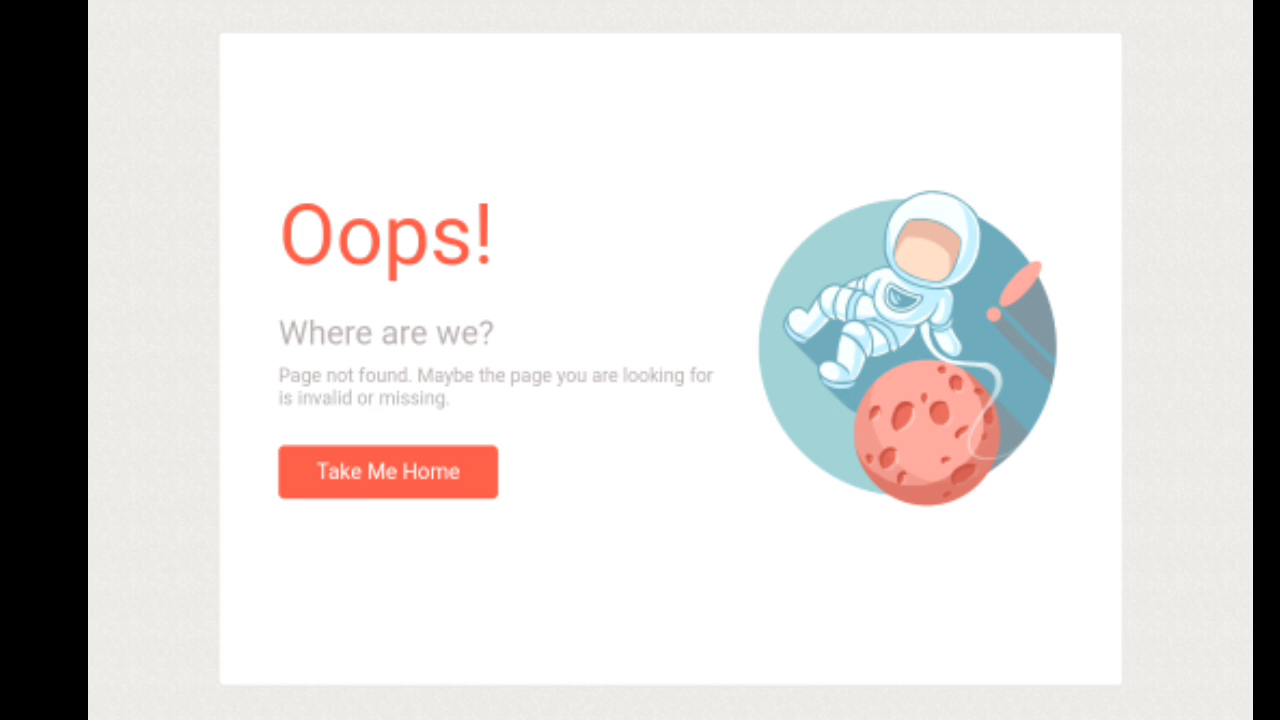 Oops!
Where are we?
Page not found. Maybe the page you are looking for
is invalid or missing.
Take Me Home